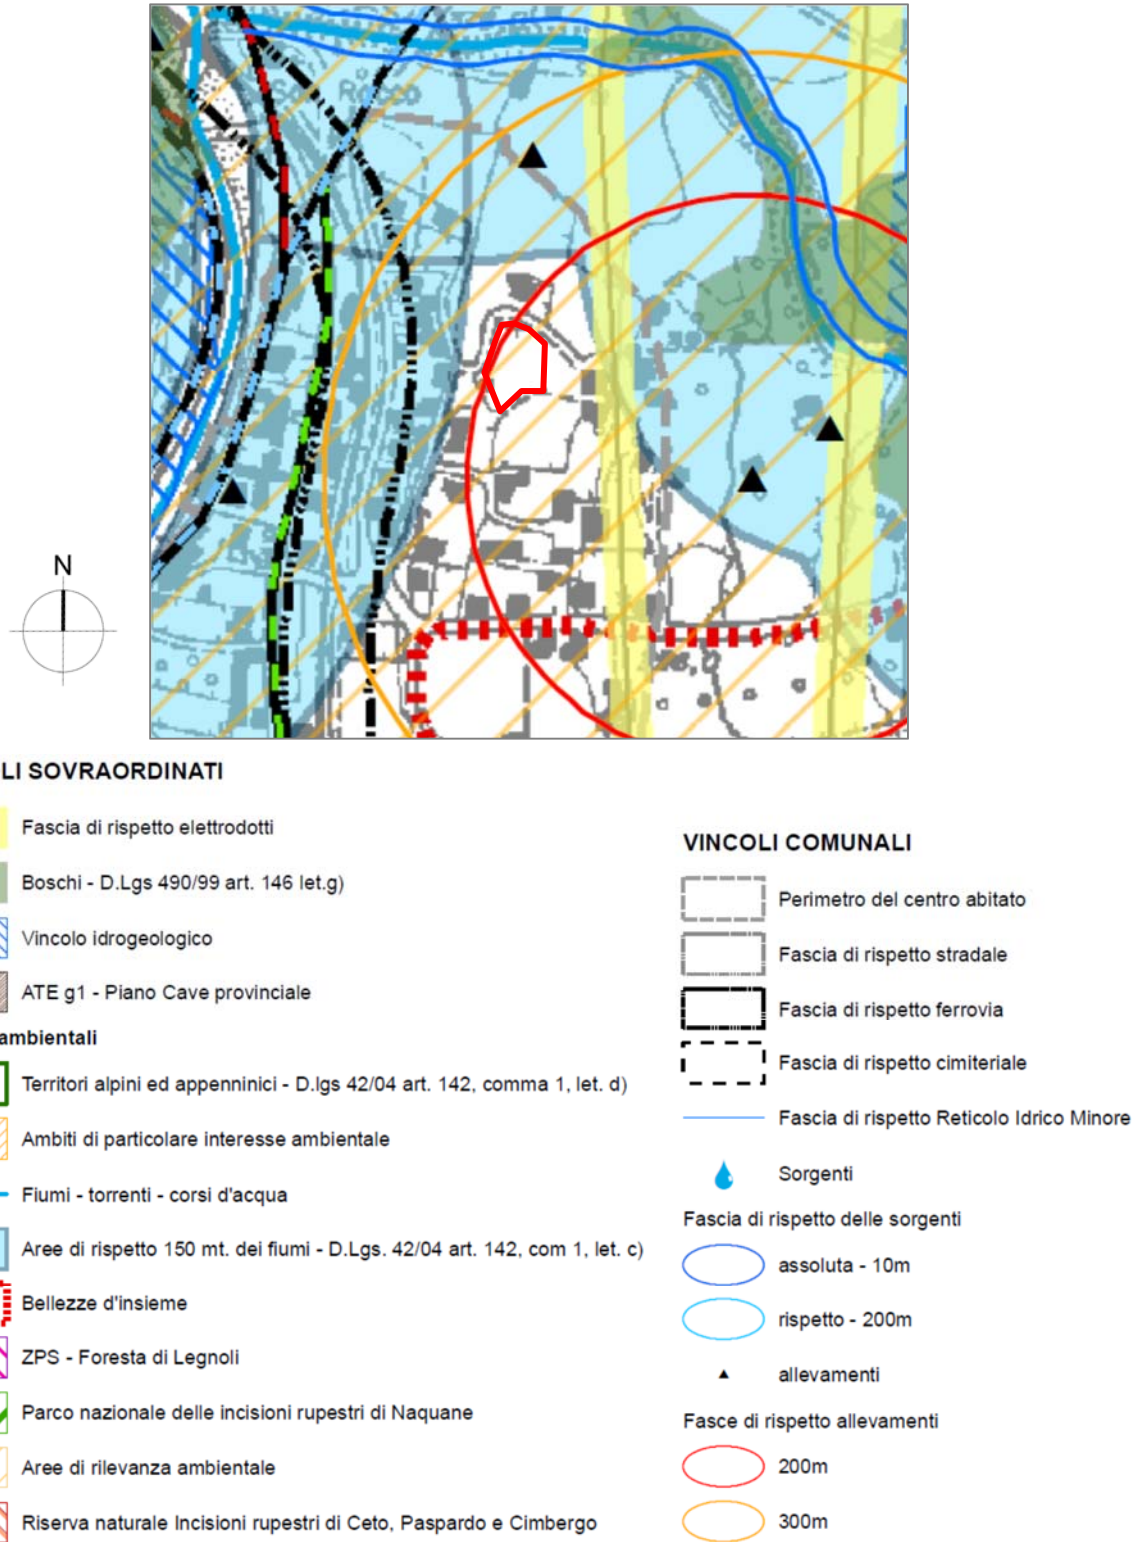 Rocco
N
LI SOVRAORDINATI
Fascia di rispetto elettrodotti
Boschi - D.Lgs 490/99 art. 146 let.g)
Vincolo idrogeologico
ATE g1 - Piano Cave provinciale
ambientali
Territori alpini ed appenninici - D.lgs 42/04 art. 142, comma 1, let. d)
Ambiti di particolare interesse ambientale
Fiumi - torrenti - corsi d'acqua
Aree di rispetto 150 mt. dei fiumi - D.Lgs. 42/04 art. 142, com 1, let. c)
Bellezze d'insieme
ZPS - Foresta di Legnoli
Parco nazionale delle incisioni rupestri di Naquane
Aree di rilevanza ambientale
Riserva naturale Incisioni rupestri di Ceto, Paspardo e Cimbergo
VINCOLI COMUNALI
Perimetro del centro abitato
Fascia di rispetto stradale
Fascia di rispetto ferrovia
Fascia di rispetto cimiteriale
Fascia di rispetto Reticolo Idrico Minore
Sorgenti
Fascia di rispetto delle sorgenti
assoluta - 10m
rispetto - 200m
allevamenti
Fasce di rispetto allevamenti
200m
300m